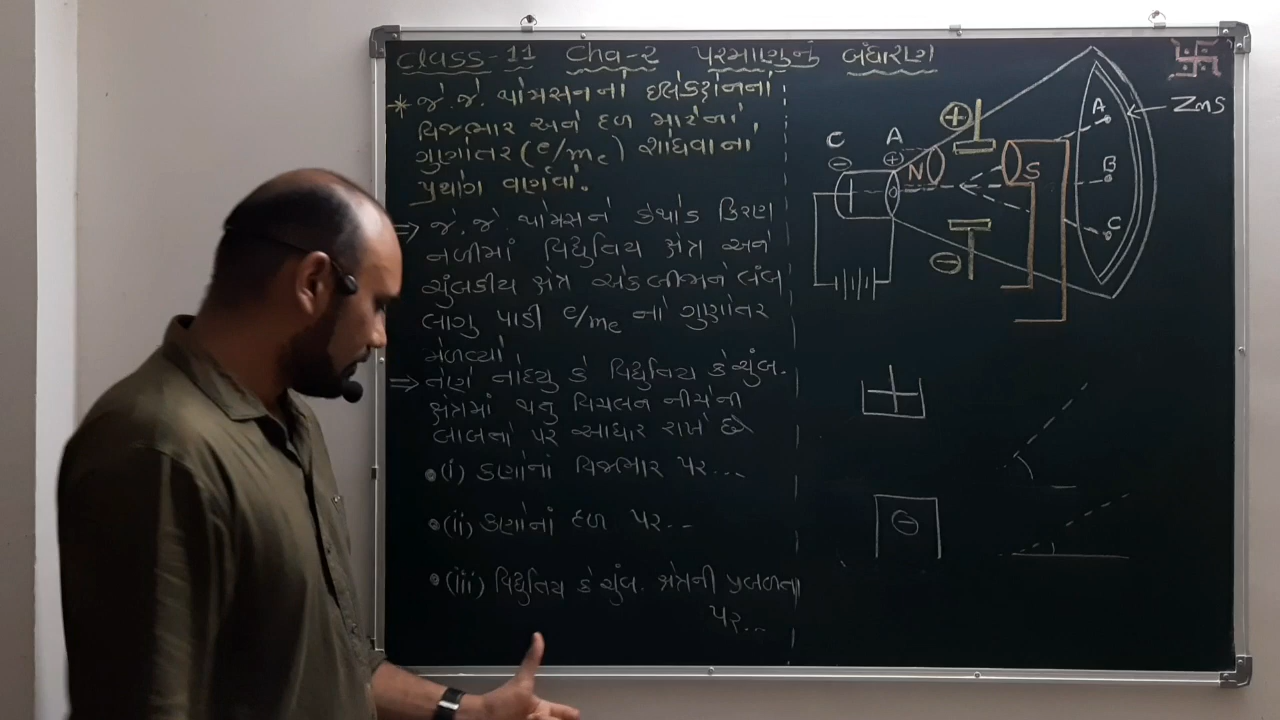 Class-11 Cha-2 પરમાણુનું બંધારણ
* જે. જે. થોમસનનો ઇલેક્ટ્રોનનાં
વિજભાર અને દળ માટેનાં
ગુણોતર (e/me) શોધવાનો
પ્રયોગ વર્ણવો.
⇒ જે. જે. થોમસને કેથોડ કિરણ
નળીમાં વિદ્યુતિય ક્ષેત્ર અને
ચુંબકીય ક્ષેત્ર એકબીજાને લંબ
લાગુ પાડી e/me નો ગુણોતર
મેળવ્યો
⇒ તેણે નોંધ્યુ કે વિદ્યુતિય કે ચુંબ.
ક્ષેત્રમાં થતુ વિચલન નીચેની
બાબતો પર આધાર રાખે છે
(i) કણોનાં વિજભાર પર...
(ii) કણોનાં દળ પર...
(iii) વિદ્યુતિય કે ચુંબ. ક્ષેત્રની પ્રબળતા
પર...
C
A
N
S
A
B
C
ZnS